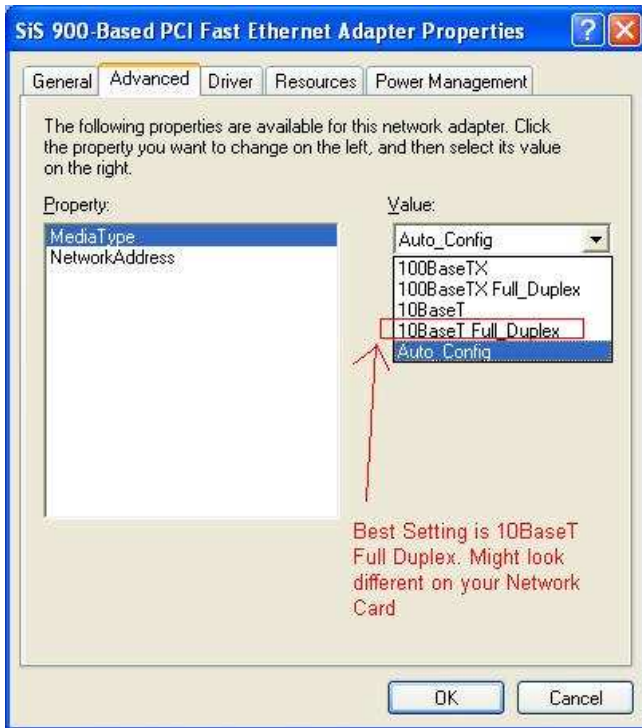 SiS 900-Based PCI Fast Ethernet Adapter Properties
General Advanced Driver Resources Power Management
The following properties are available for this network adapter. Click
the property you want to change on the left, and then select its value
on the right.
Property:
MediaType
NetworkAddress
Value:
Auto_Config
100BaseTX
100BaseTX Full_Duplex
10BaseT
10BaseT Full_Duplex
Auto_Config
Best Setting is 10BaseT
Full Duplex. Might look
different on your Network
Card
OK Cancel